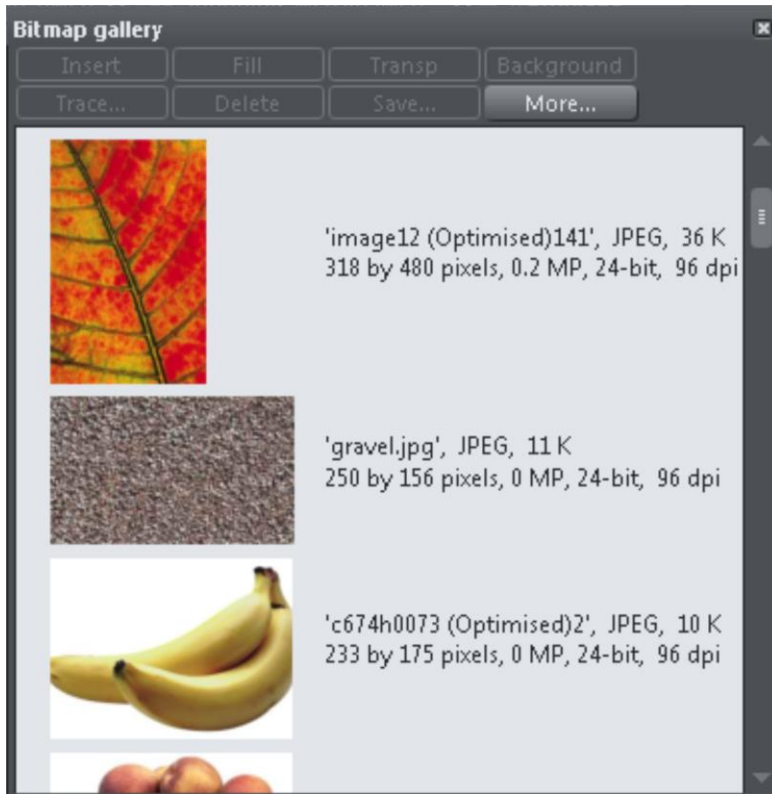 Bitmap gallery
Insert Fill Transp Background
Trace... Delete Save... More...
'image12 (Optimised)141', JPEG, 36 K
318 by 480 pixels, 0.2 MP, 24-bit, 96 dpi
'gravel.jpg', JPEG, 11 K
250 by 156 pixels, 0 MP, 24-bit, 96 dpi
'c674h0073 (Optimised)2', JPEG, 10 K
233 by 175 pixels, 0 MP, 24-bit, 96 dpi